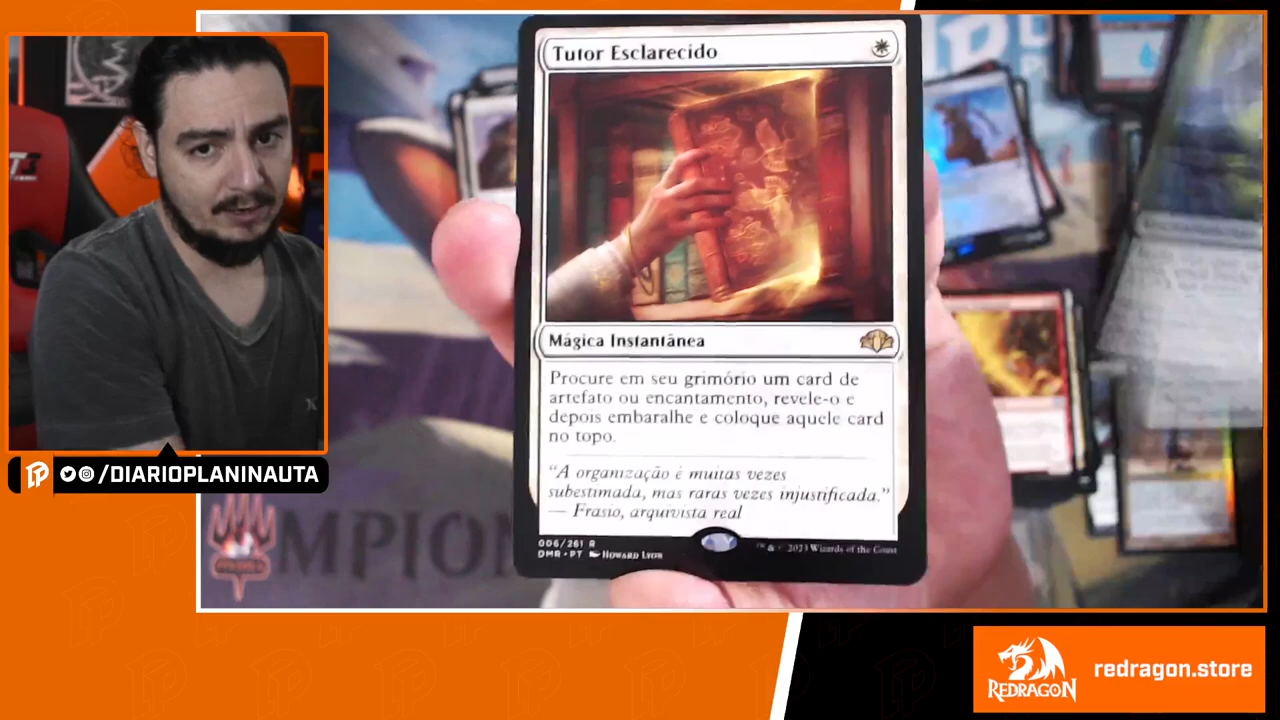 Tutor Esclarecido
Mágica Instantânea
Procure em seu grimório um card de
artefato ou encantamento, revele-o e
depois embaralhe e coloque aquele card
no topo.
"A organização é muitas vezes
subestimada, mas raras vezes injustificada."
— Frasio, arquivista real
006/261 R
DMR • PT Howard Lyon
™ & © 2023 Wizards of the Coast
/DIARIOPLANINAUTA
MPION
REDRAGON
redragon.store